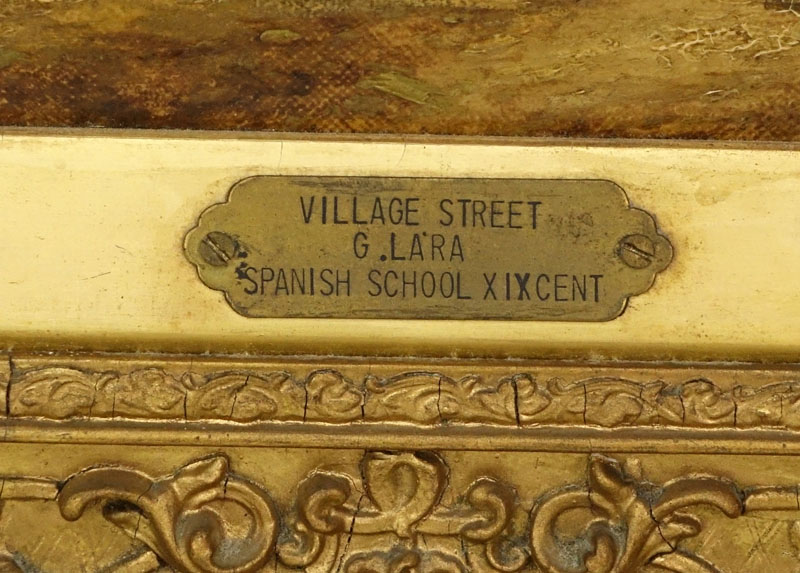 VILLAGE STREET
G. LARA
SPANISH SCHOOL XIXCENT